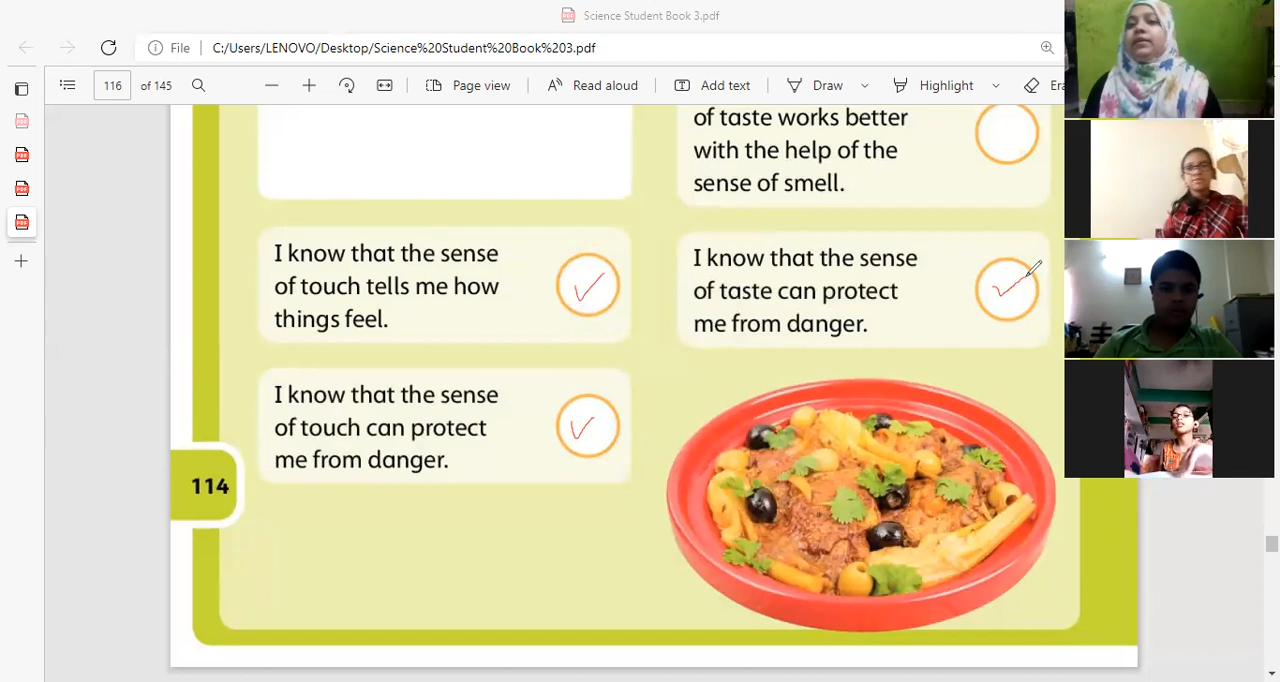 Science Student Book 3.pdf
File C:/Users/LENOVO/Desktop/Science%20Student%20Book%203.pdf
116 of 145 Page view Read aloud Add text Draw Highlight Era
of taste works better
with the help of the
sense of smell.
I know that the sense
of touch tells me how
things feel.
I know that the sense
of taste can protect
me from danger.
I know that the sense
of touch can protect
me from danger.
114